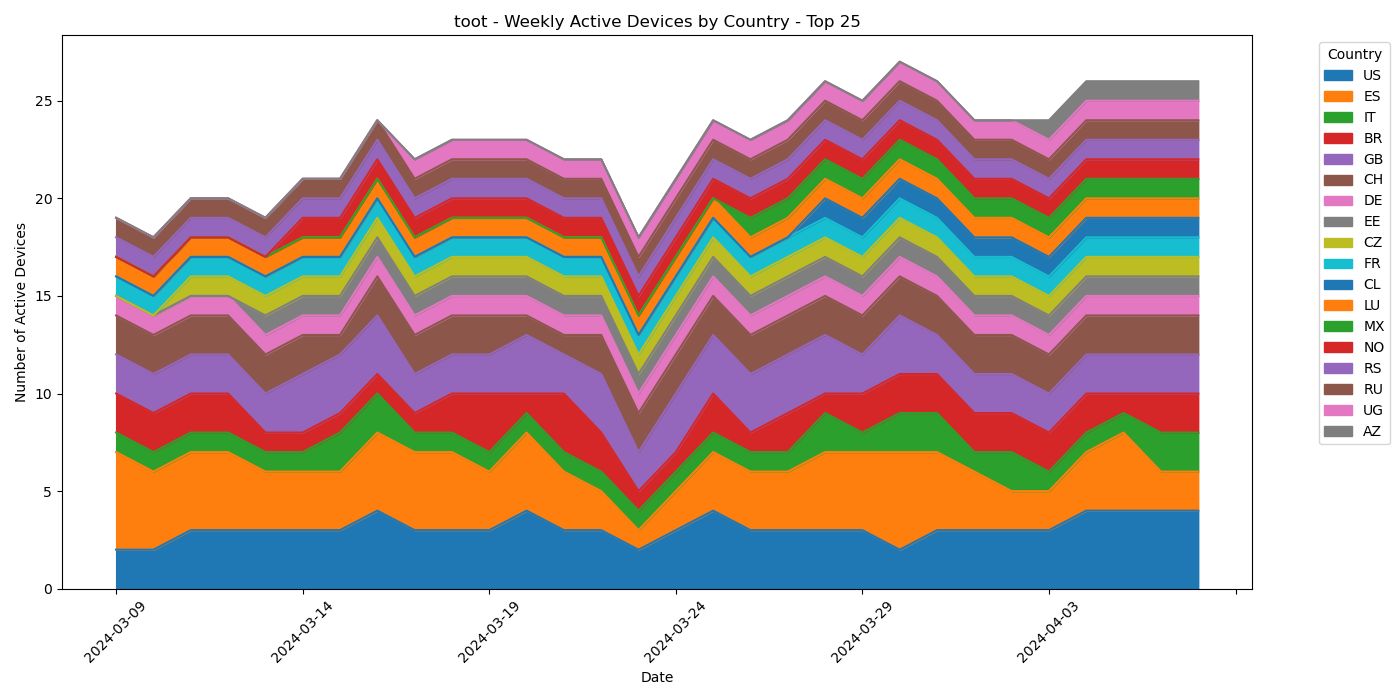 toot - Weekly Active Devices by Country - Top 25
Number of Active Devices
25
20
15
10
5
0
2024-03-09
2024-03-14
2024-03-19
2024-03-24
2024-03-29
2024-04-03
Date
Country
US
ES
IT
BR
GB
CH
DE
EE
CZ
FR
CL
LU
MX
NO
RS
RU
UG
AZ